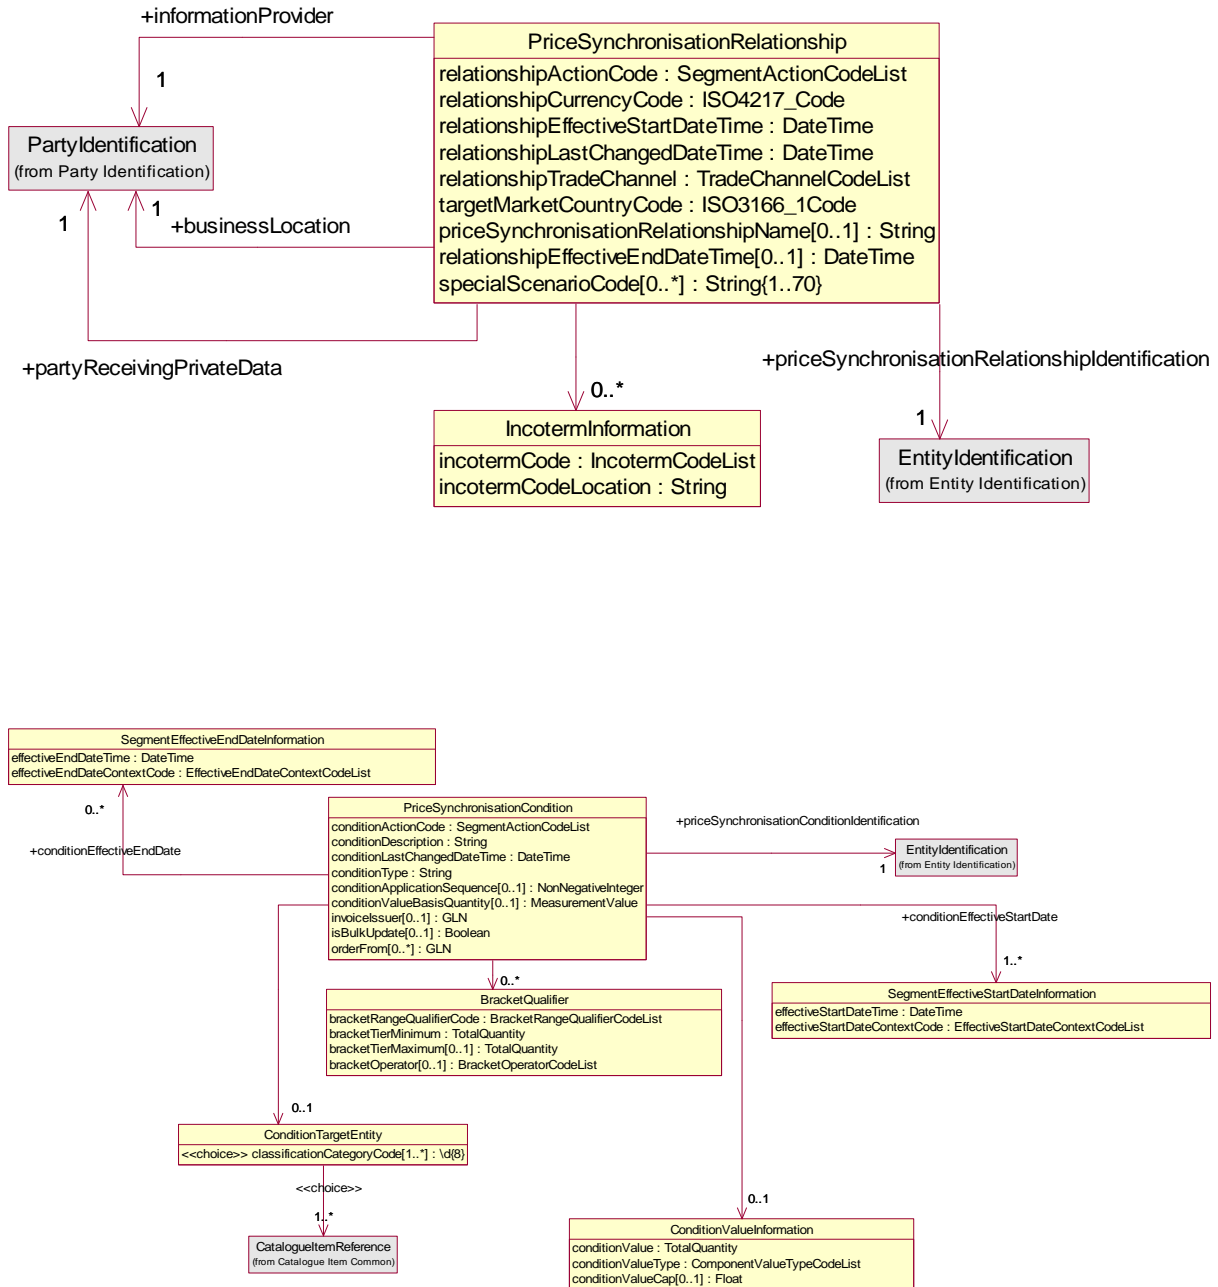 +informationProvider
PriceSynchronisationRelationship
relationshipActionCode : SegmentActionCodeList
relationshipCurrencyCode : ISO4217_Code
relationshipEffectiveStartDateTime : DateTime
relationshipLastChangedDateTime : DateTime
relationshipTradeChannel : TradeChannelCodeList
targetMarketCountryCode : ISO3166_1Code
priceSynchronisationRelationshipName[0..1] : String
relationshipEffectiveEndDateTime[0..1] : DateTime
specialScenarioCode[0..*] : String{1..70}
1
PartyIdentification
(from Party Identification)
1
1
+businessLocation
+partyReceivingPrivateData
+priceSynchronisationRelationshipIdentification
0..*
1
IncotermInformation
incotermCode : IncotermCodeList
incotermCodeLocation : String
EntityIdentification
(from Entity Identification)
SegmentEffectiveEndDateInformation
effectiveEndDateTime : DateTime
effectiveEndDateContextCode : EffectiveEndDateContextCodeList
0..*
+conditionEffectiveEndDate
PriceSynchronisationCondition
conditionActionCode : SegmentActionCodeList
conditionDescription : String
conditionLastChangedDateTime : DateTime
conditionType : String
conditionApplicationSequence[0..1] : NonNegativeInteger
conditionValueBasisQuantity[0..1] : MeasurementValue
invoiceIssuer[0..1] : GLN
isBulkUpdate[0..1] : Boolean
orderFrom[0..*] : GLN
+priceSynchronisationConditionIdentification
1
EntityIdentification
(from Entity Identification)
+conditionEffectiveStartDate
1..*
SegmentEffectiveStartDateInformation
effectiveStartDateTime : DateTime
effectiveStartDateContextCode : EffectiveStartDateContextCodeList
0..*
BracketQualifier
bracketRangeQualifierCode : BracketRangeQualifierCodeList
bracketTierMinimum : TotalQuantity
bracketTierMaximum[0..1] : TotalQuantity
bracketOperator[0..1] : BracketOperatorCodeList
0..1
ConditionTargetEntity
<<choice>> classificationCategoryCode[1..*] : \d{8}
<<choice>>
1..*
CatalogueItemReference
(from Catalogue Item Common)
0..1
ConditionValueInformation
conditionValue : TotalQuantity
conditionValueType : ComponentValueTypeCodeList
conditionValueCap[0..1] : Float